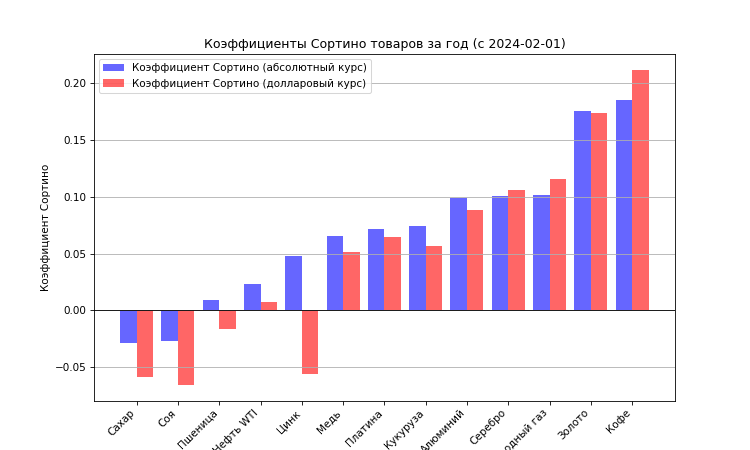 Коэффициенты Сортино товаров за год (с 2024-02-01)
Коэффициент Сортино (абсолютный курс)
Коэффициент Сортино (долларовый курс)
Коэффициент Сортино
0.20
0.15
0.10
0.05
0.00
−0.05
Сахар
Соя
Пшеница
Нефть WTI
Цинк
Медь
Платина
Кукуруза
Алюминий
Серебро
одный газ
Золото
Кофе